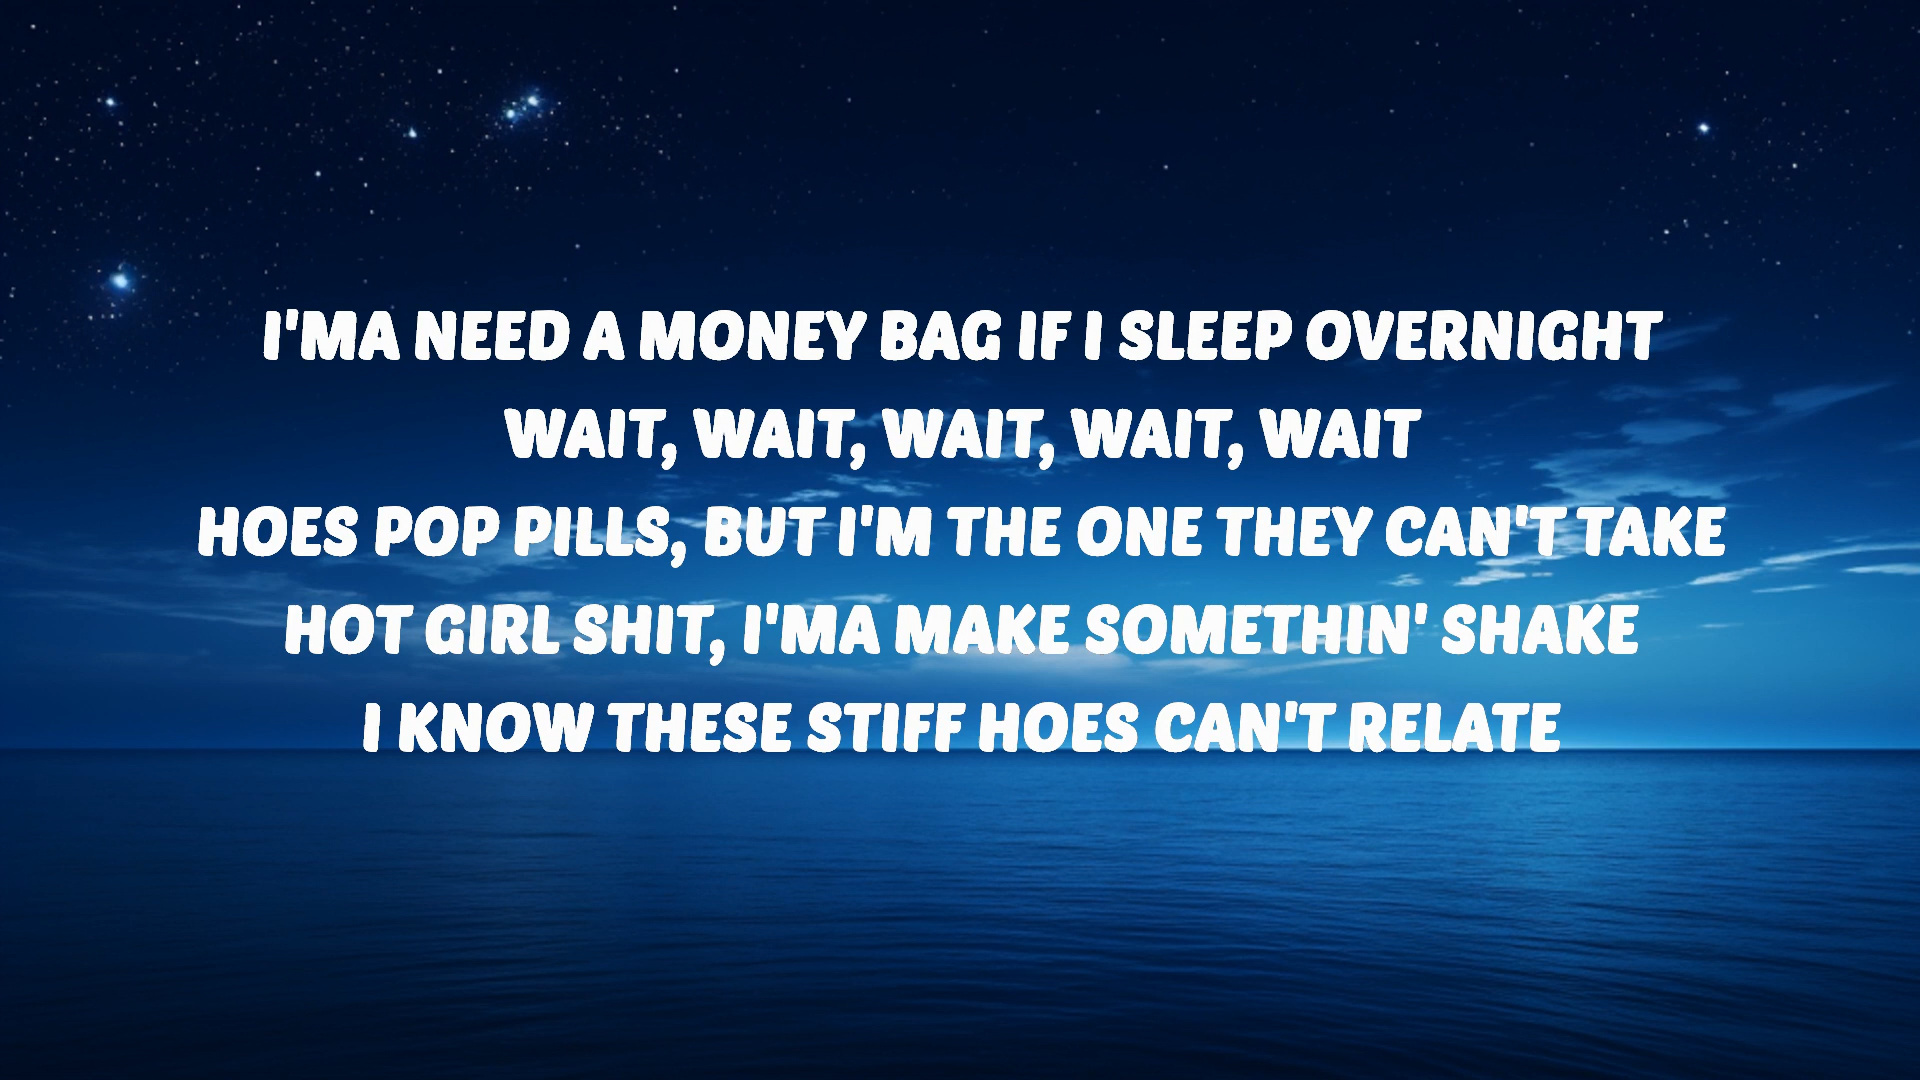 I'MA NEED A MONEY BAG IF I SLEEP OVERNIGHT
WAIT, WAIT, WAIT, WAIT, WAIT
HOES POP PILLS, BUT I'M THE ONE THEY CAN'T TAKE
HOT GIRL SHIT, I'MA MAKE SOMETHIN' SHAKE
I KNOW THESE STIFF HOES CAN'T RELATE